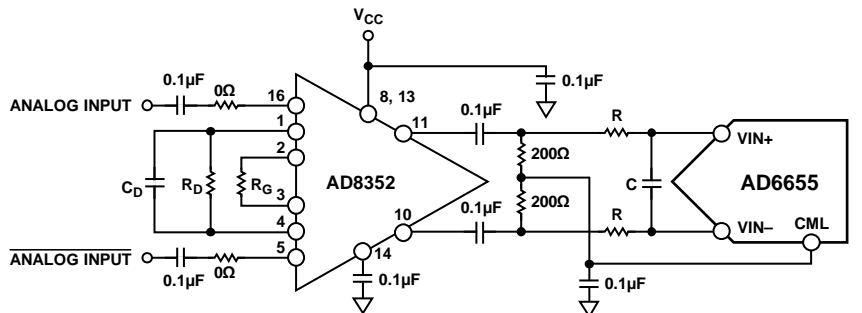 VCC
0.1µF
0Ω
ANALOG INPUT
16
8, 13
0.1µF
1
11
0.1µF
R
VIN+
2
200Ω
CD
RD
RG
AD8352
C
AD6655
3
200Ω
4
10
0.1µF
R
VIN–
CML
ANALOG INPUT
5
14
0.1µF
0Ω
0.1µF
0.1µF